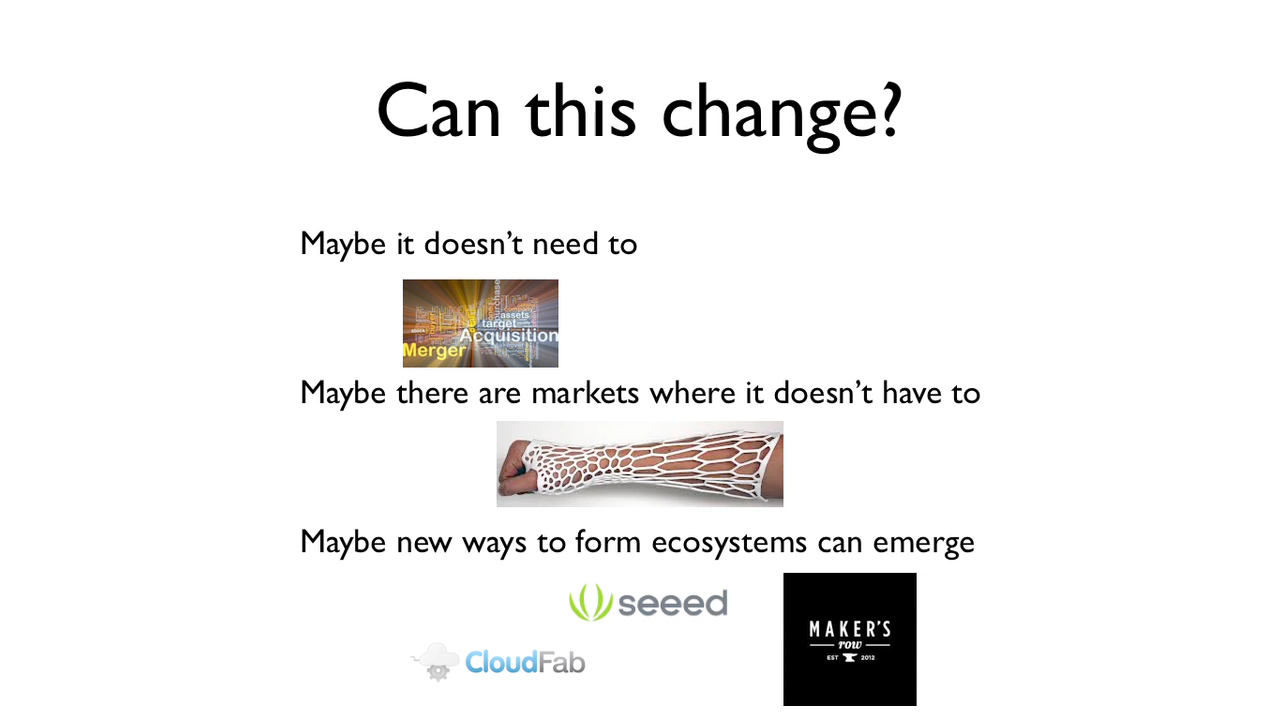 Can this change?
Maybe it doesn’t need to
purchase
assets
target
Acquisition
Merger
Maybe there are markets where it doesn’t have to
Maybe new ways to form ecosystems can emerge
seeed
MAKER'S
row
EST 2012
CloudFab